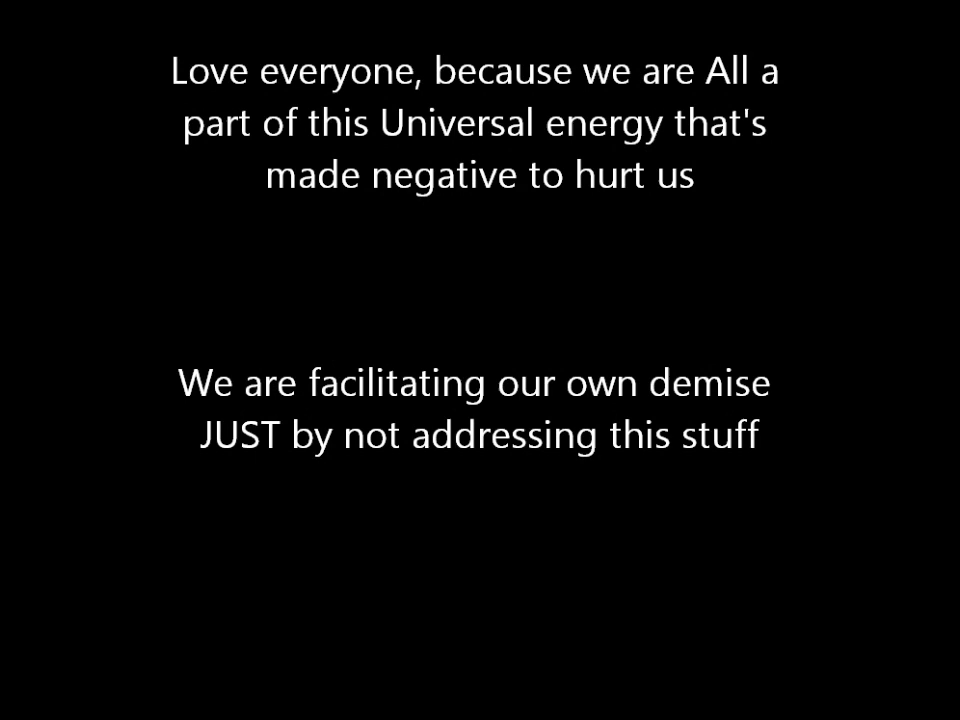 Love everyone, because we are All a
part of this Universal energy that's
made negative to hurt us
We are facilitating our own demise
JUST by not addressing this stuff